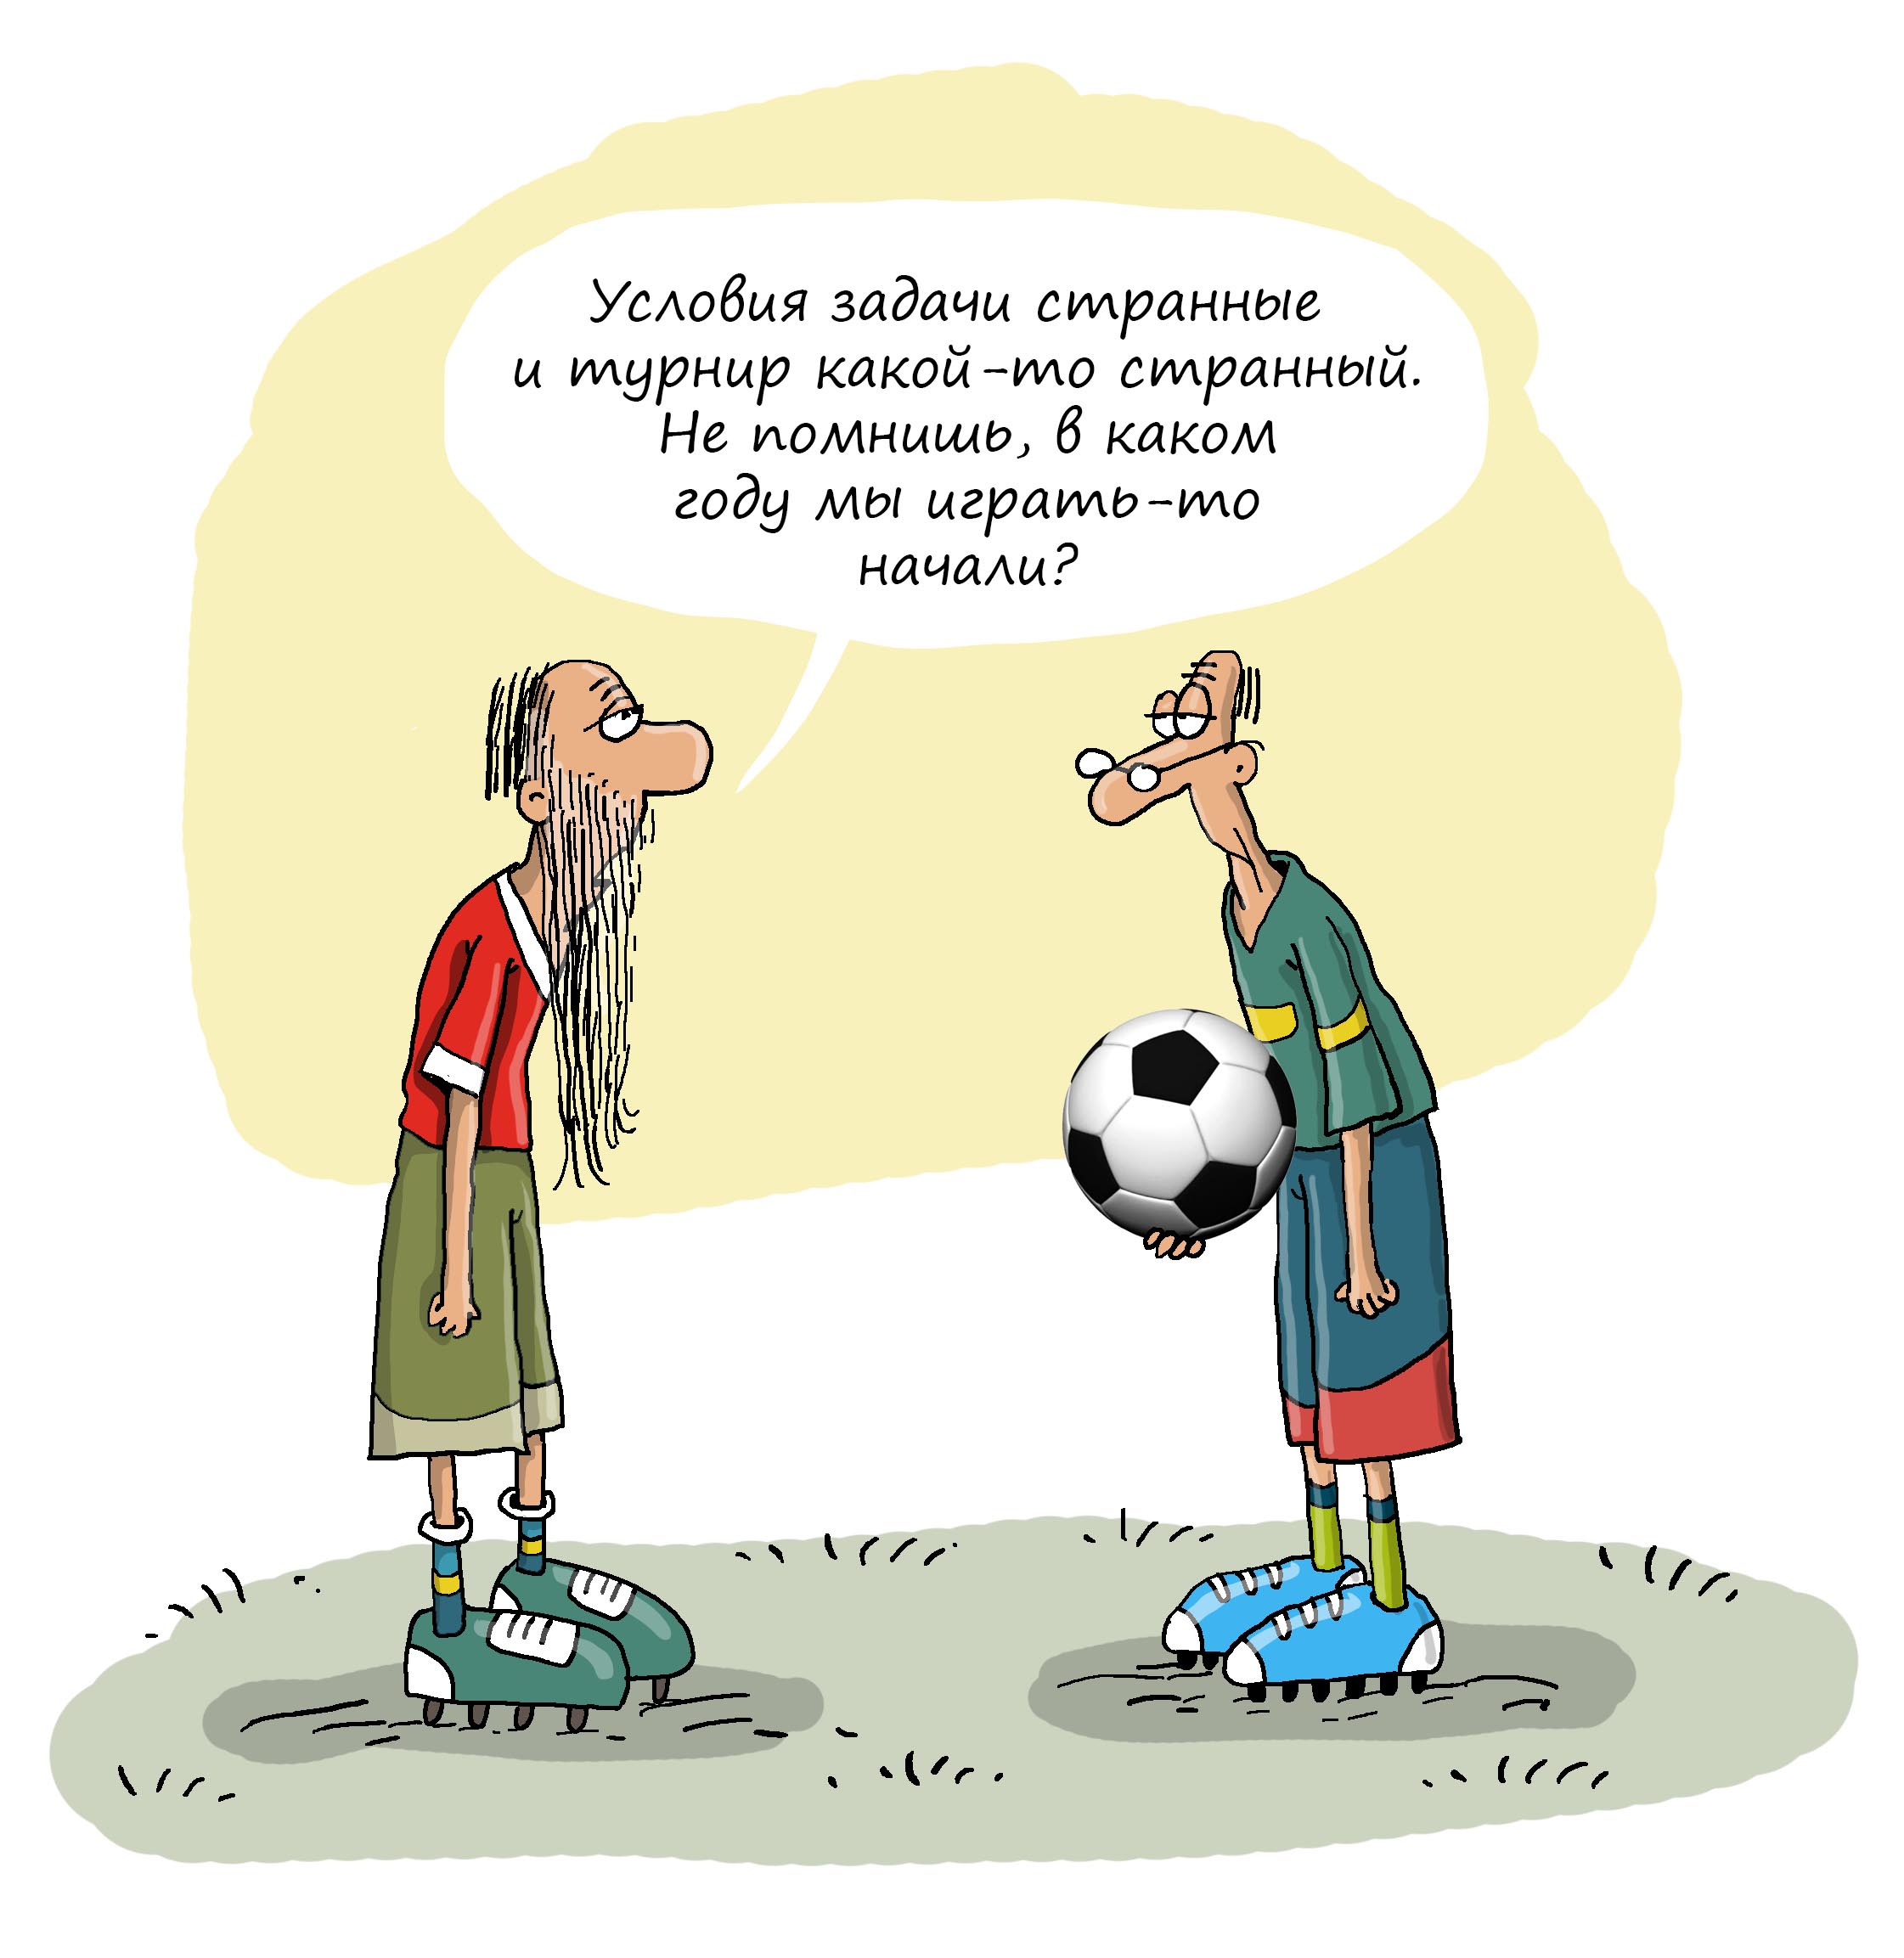 Условия задачи странные
и турнир какой-то странный.
Не помнишь, в каком
году мы играть-то
начали?